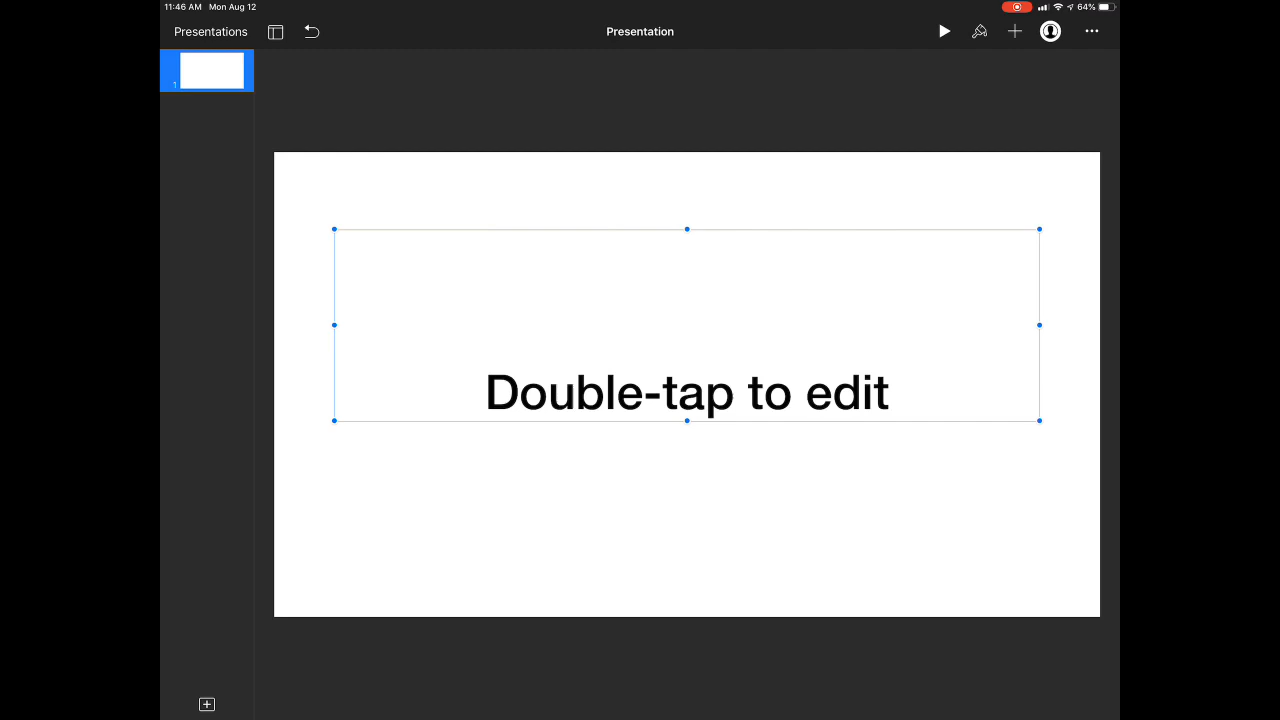 11:46 AM Mon Aug 12
64%
Presentations
Presentation
1
Double-tap to edit